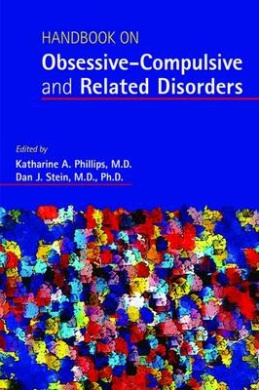 HANDBOOK ON
Obsessive-Compulsive
and Related Disorders
Edited by
Katharine A. Phillips, M.D.
Dan J. Stein, M.D., Ph.D.